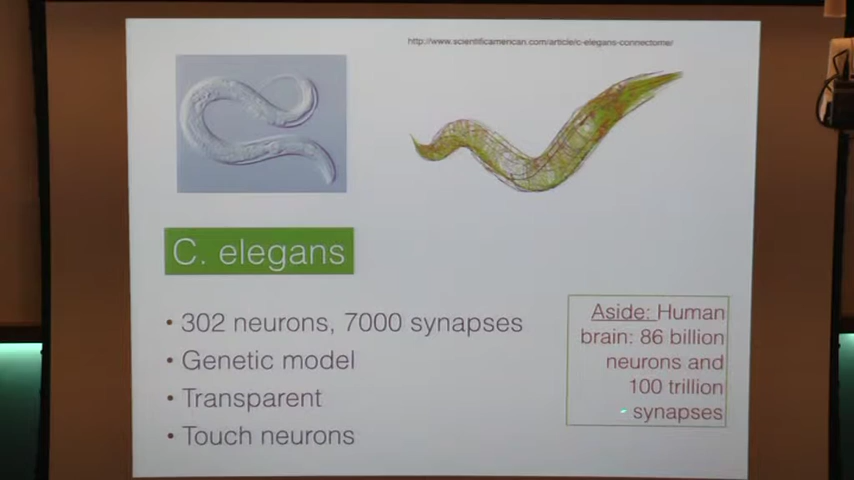 http://www.scientificamerican.com/article/c-elegans-connectome/
C. elegans
• 302 neurons, 7000 synapses
• Genetic model
• Transparent
• Touch neurons
Aside: Human
brain: 86 billion
neurons and
100 trillion
synapses